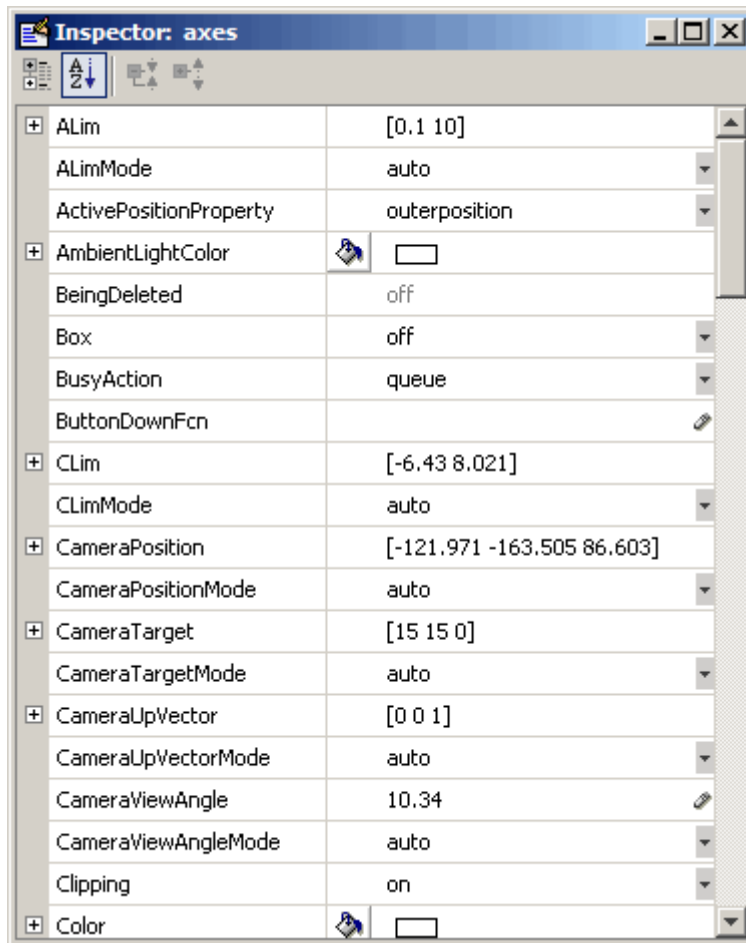 Inspector: axes
ALim [0.1 10]
ALimMode auto
ActivePositionProperty outerposition
AmbientLightColor
BeingDeleted off
Box off
BusyAction queue
ButtonDownFcn
CLim [-6.43 8.021]
CLimMode auto
CameraPosition [-121.971 -163.505 86.603]
CameraPositionMode auto
CameraTarget [15 15 0]
CameraTargetMode auto
CameraUpVector [0 0 1]
CameraUpVectorMode auto
CameraViewAngle 10.34
CameraViewAngleMode auto
Clipping on
Color